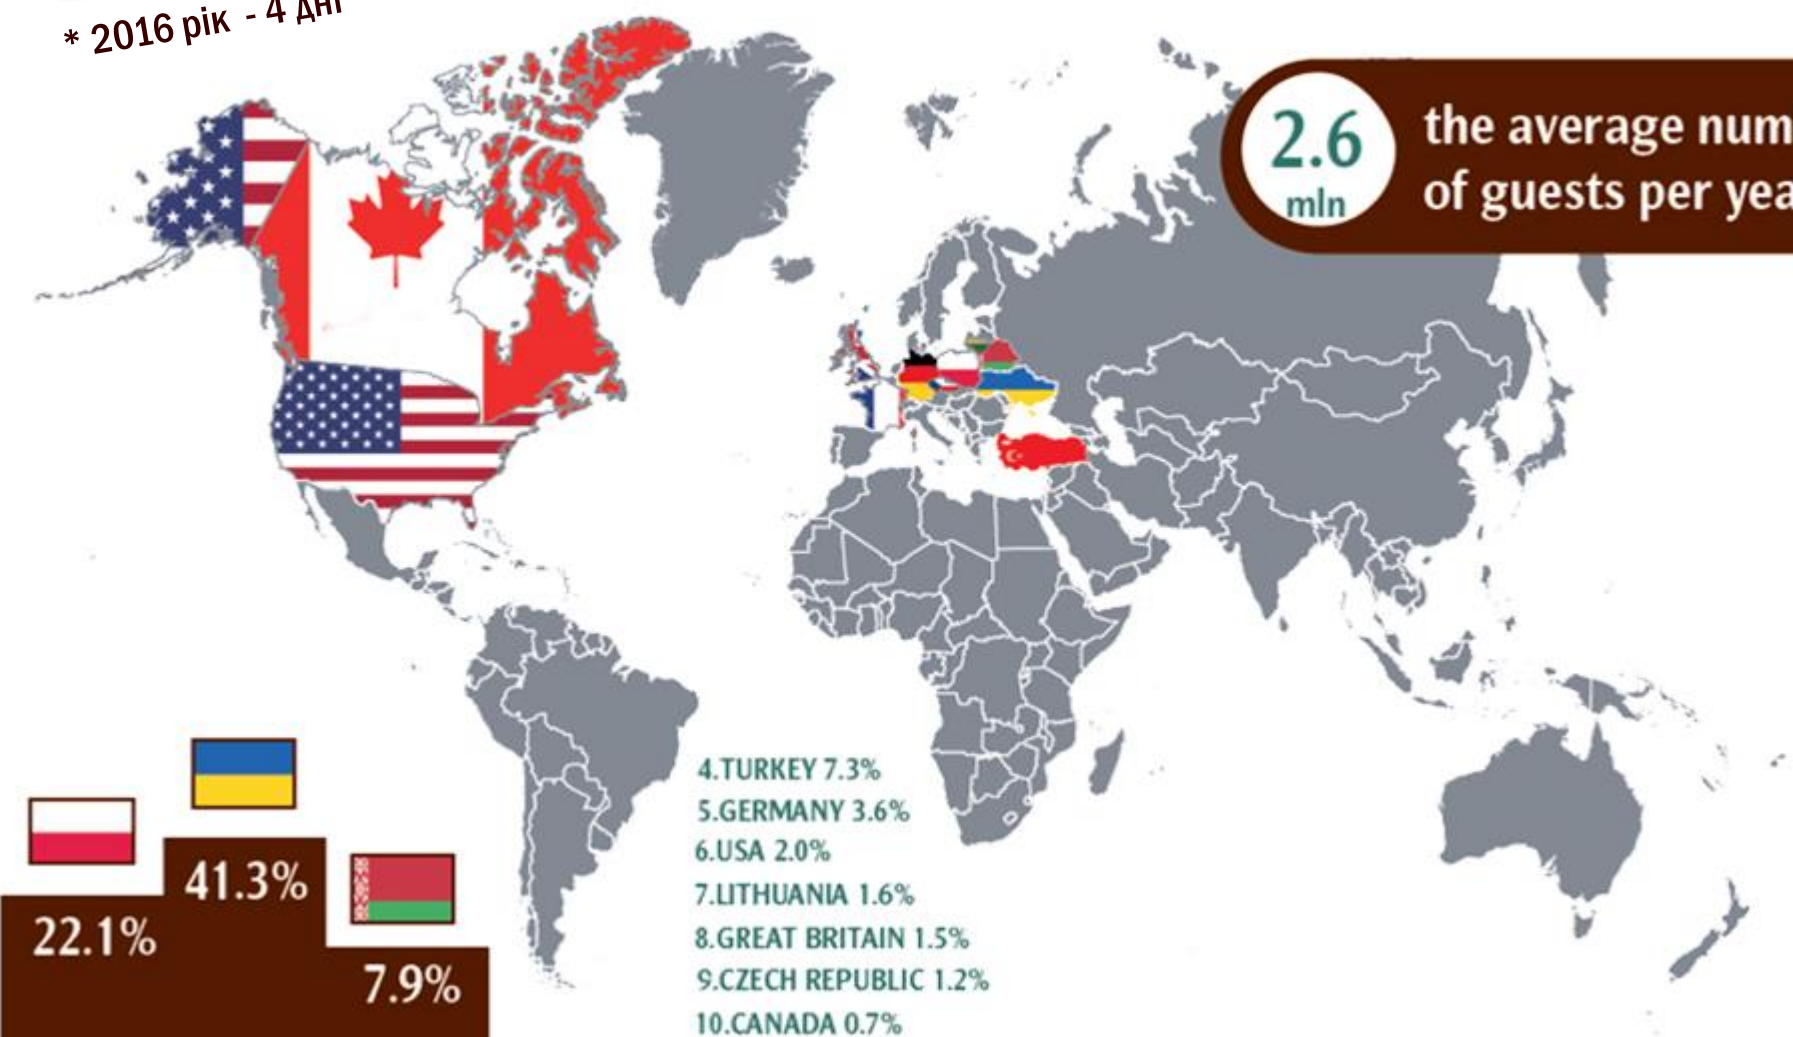 * 2016 рік - 4 дні
2.6
mln
the average num
of guests per yea
41.3%
22.1%
7.9%
4.TURKEY 7.3%
5.GERMANY 3.6%
6.USA 2.0%
7.LITHUANIA 1.6%
8.GREAT BRITAIN 1.5%
9.CZECH REPUBLIC 1.2%
10.CANADA 0.7%